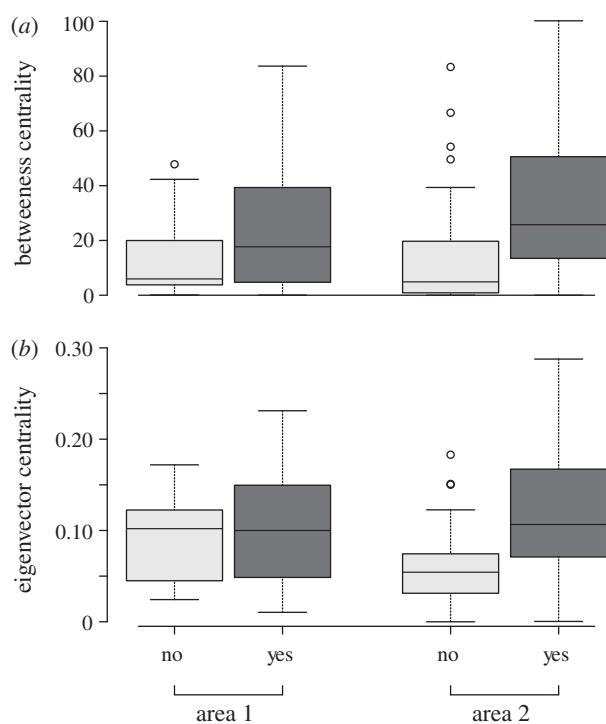 (a)
betweeness centrality
100
80
60
40
20
0
(b)
eigenvector centrality
0.30
0.20
0.10
0
no yes no yes
area 1 area 2